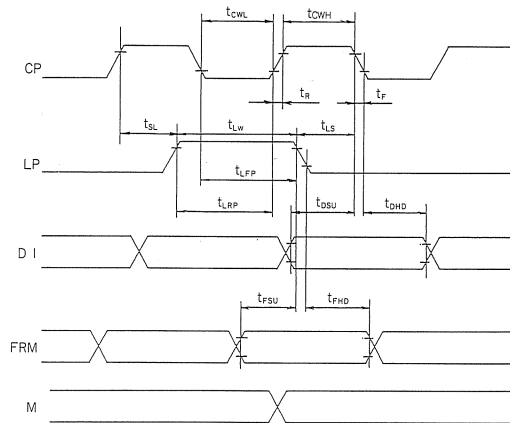 tCWL tCWH
CP
tR tF
tSL tLW tLS
LP
tLFP
tLRP tDSU tDHD
D I
tFSU tFHD
FRM
M